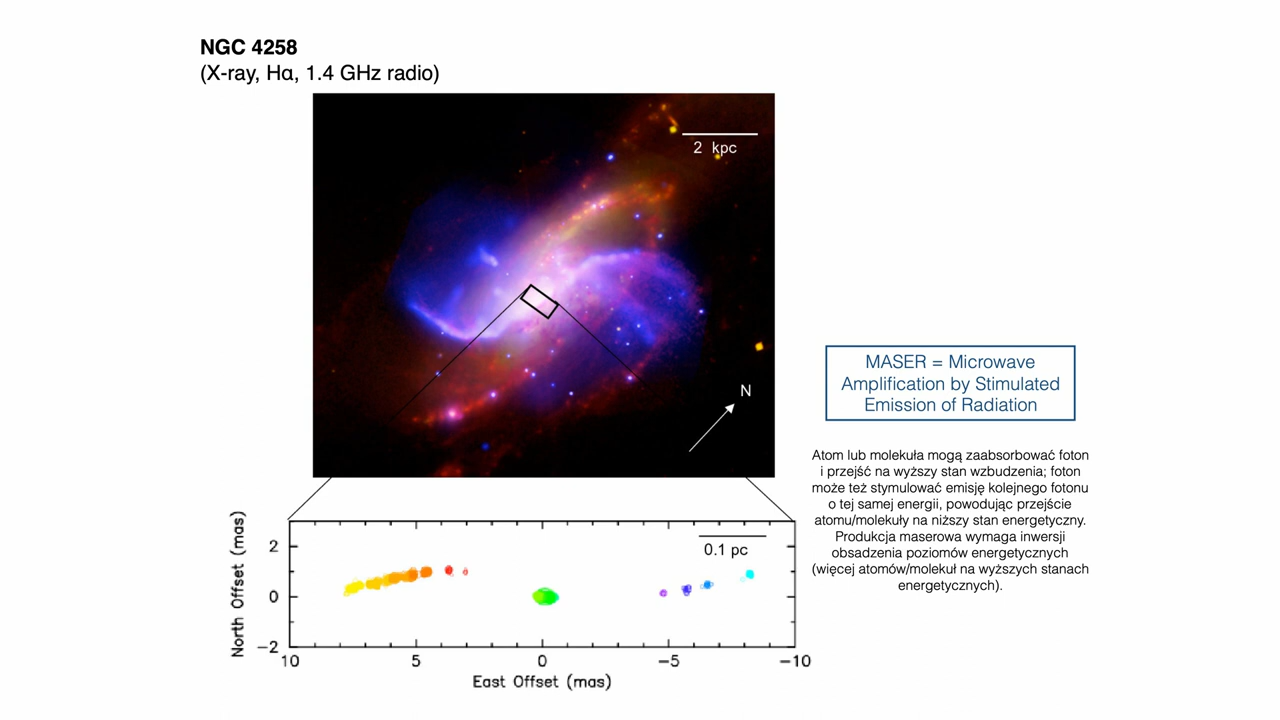 NGC 4258
(X-ray, Hα, 1.4 GHz radio)
2 kpc
N
MASER = Microwave
Amplification by Stimulated
Emission of Radiation
Atom lub molekuła mogą zaabsorbować foton
i przejść na wyższy stan wzbudzenia; foton
może też stymulować emisję kolejnego fotonu
o tej samej energii, powodując przejście
atomu/molekuły na niższy stan energetyczny.
Produkcja maserowa wymaga inwersji
obsadzenia poziomów energetycznych
(więcej atomów/molekuł na wyższych stanach
energetycznych).
North Offset (mas)
2
0
−2
0.1 pc
10 5 0 −5 −10
East Offset (mas)